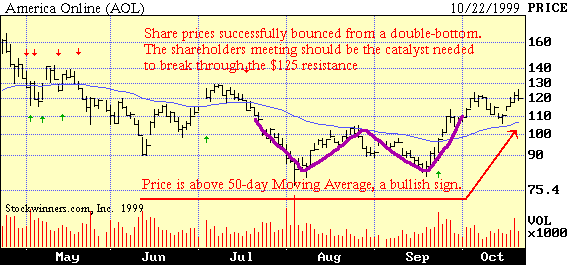 America Online (AOL) 10/22/1999 PRICE
Share prices successfully bounced from a double-bottom.
The shareholders meeting should be the catalyst needed
to break through the $125 resistance
160
140
130
120
110
100
90
Price is above 50-day Moving Average, a bullish sign.
75.4
Stockwinners.com, Inc. 1999
VOL
x1000
May Jun Jul Aug Sep Oct